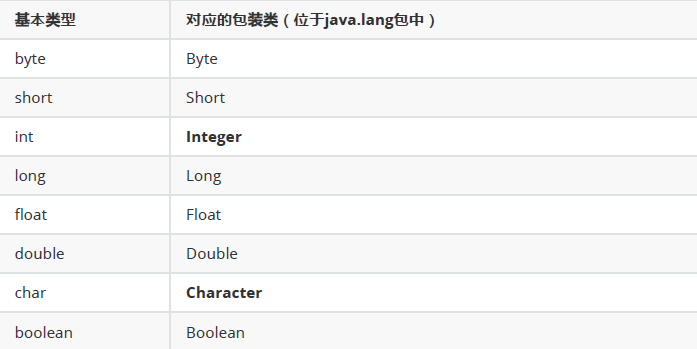 基本类型 对应的包装类（位于java.lang包中）
byte Byte
short Short
int Integer
long Long
float Float
double Double
char Character
boolean Boolean